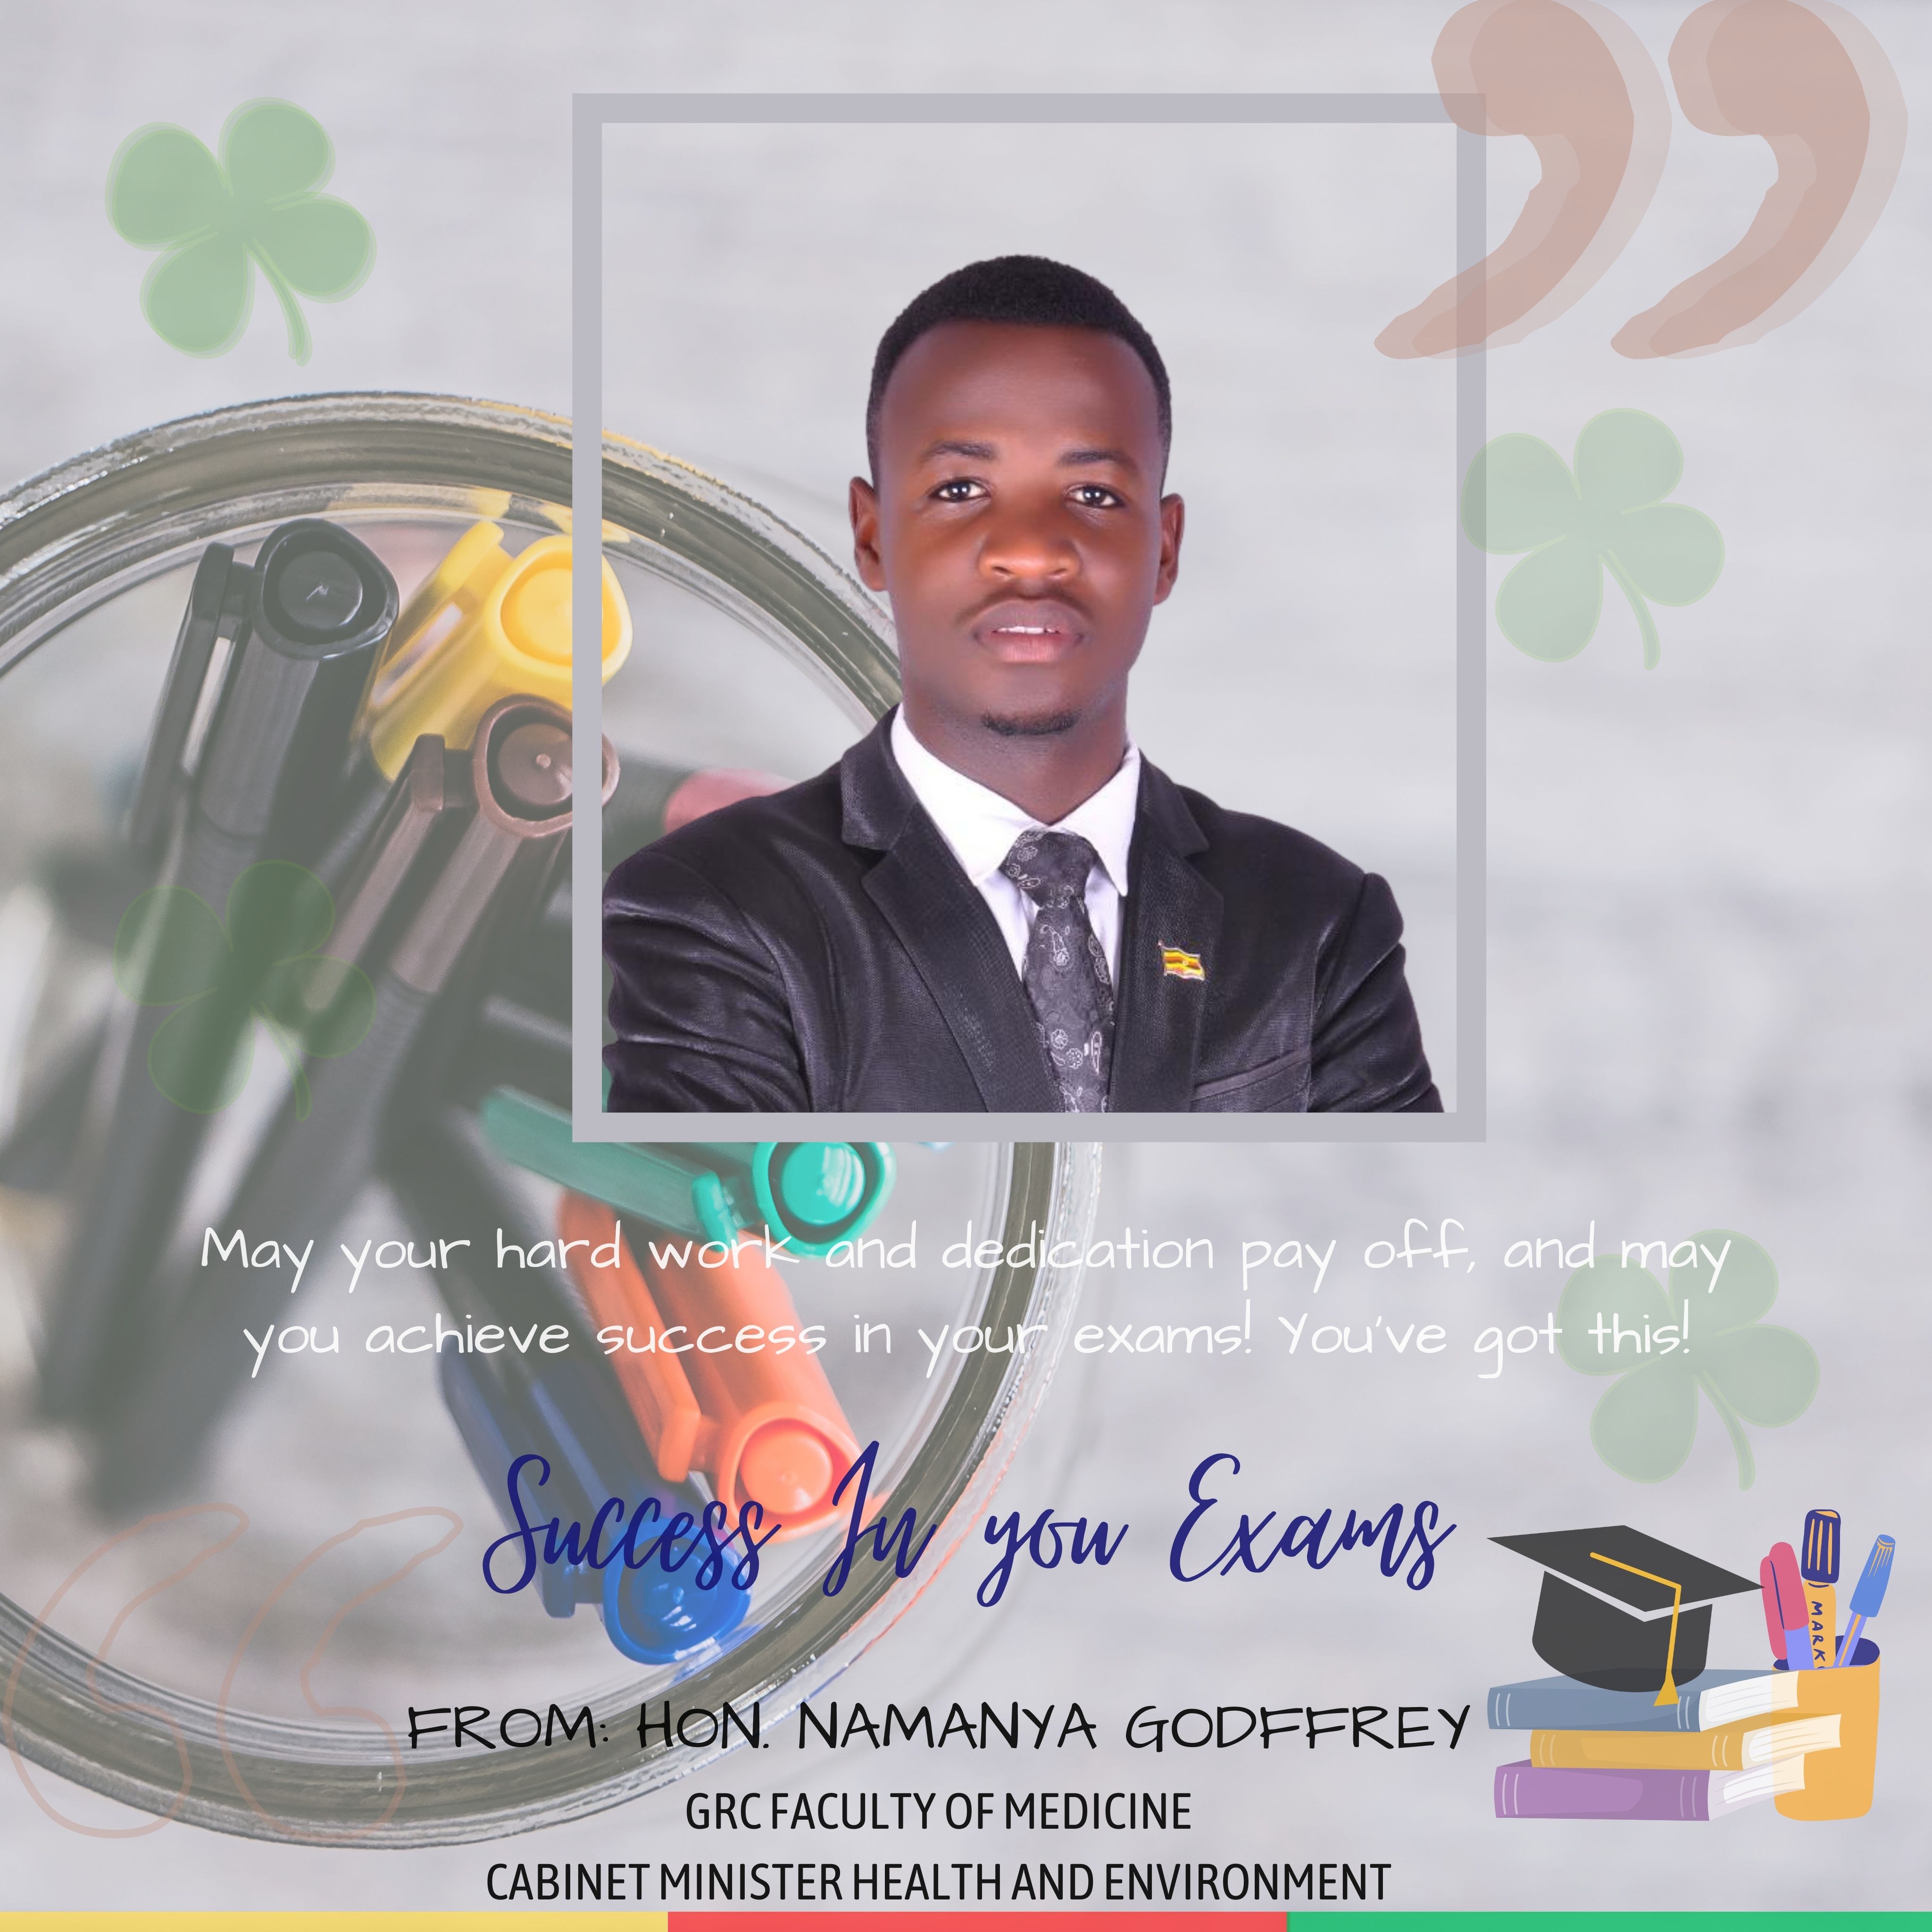 May your hard work and dedication pay off, and may
you achieve success in your exams! You've got this!
Success In you Exams
MARK
FROM: HON. NAMANYA GODFFREY
GRC FACULTY OF MEDICINE
CABINET MINISTER HEALTH AND ENVIRONMENT